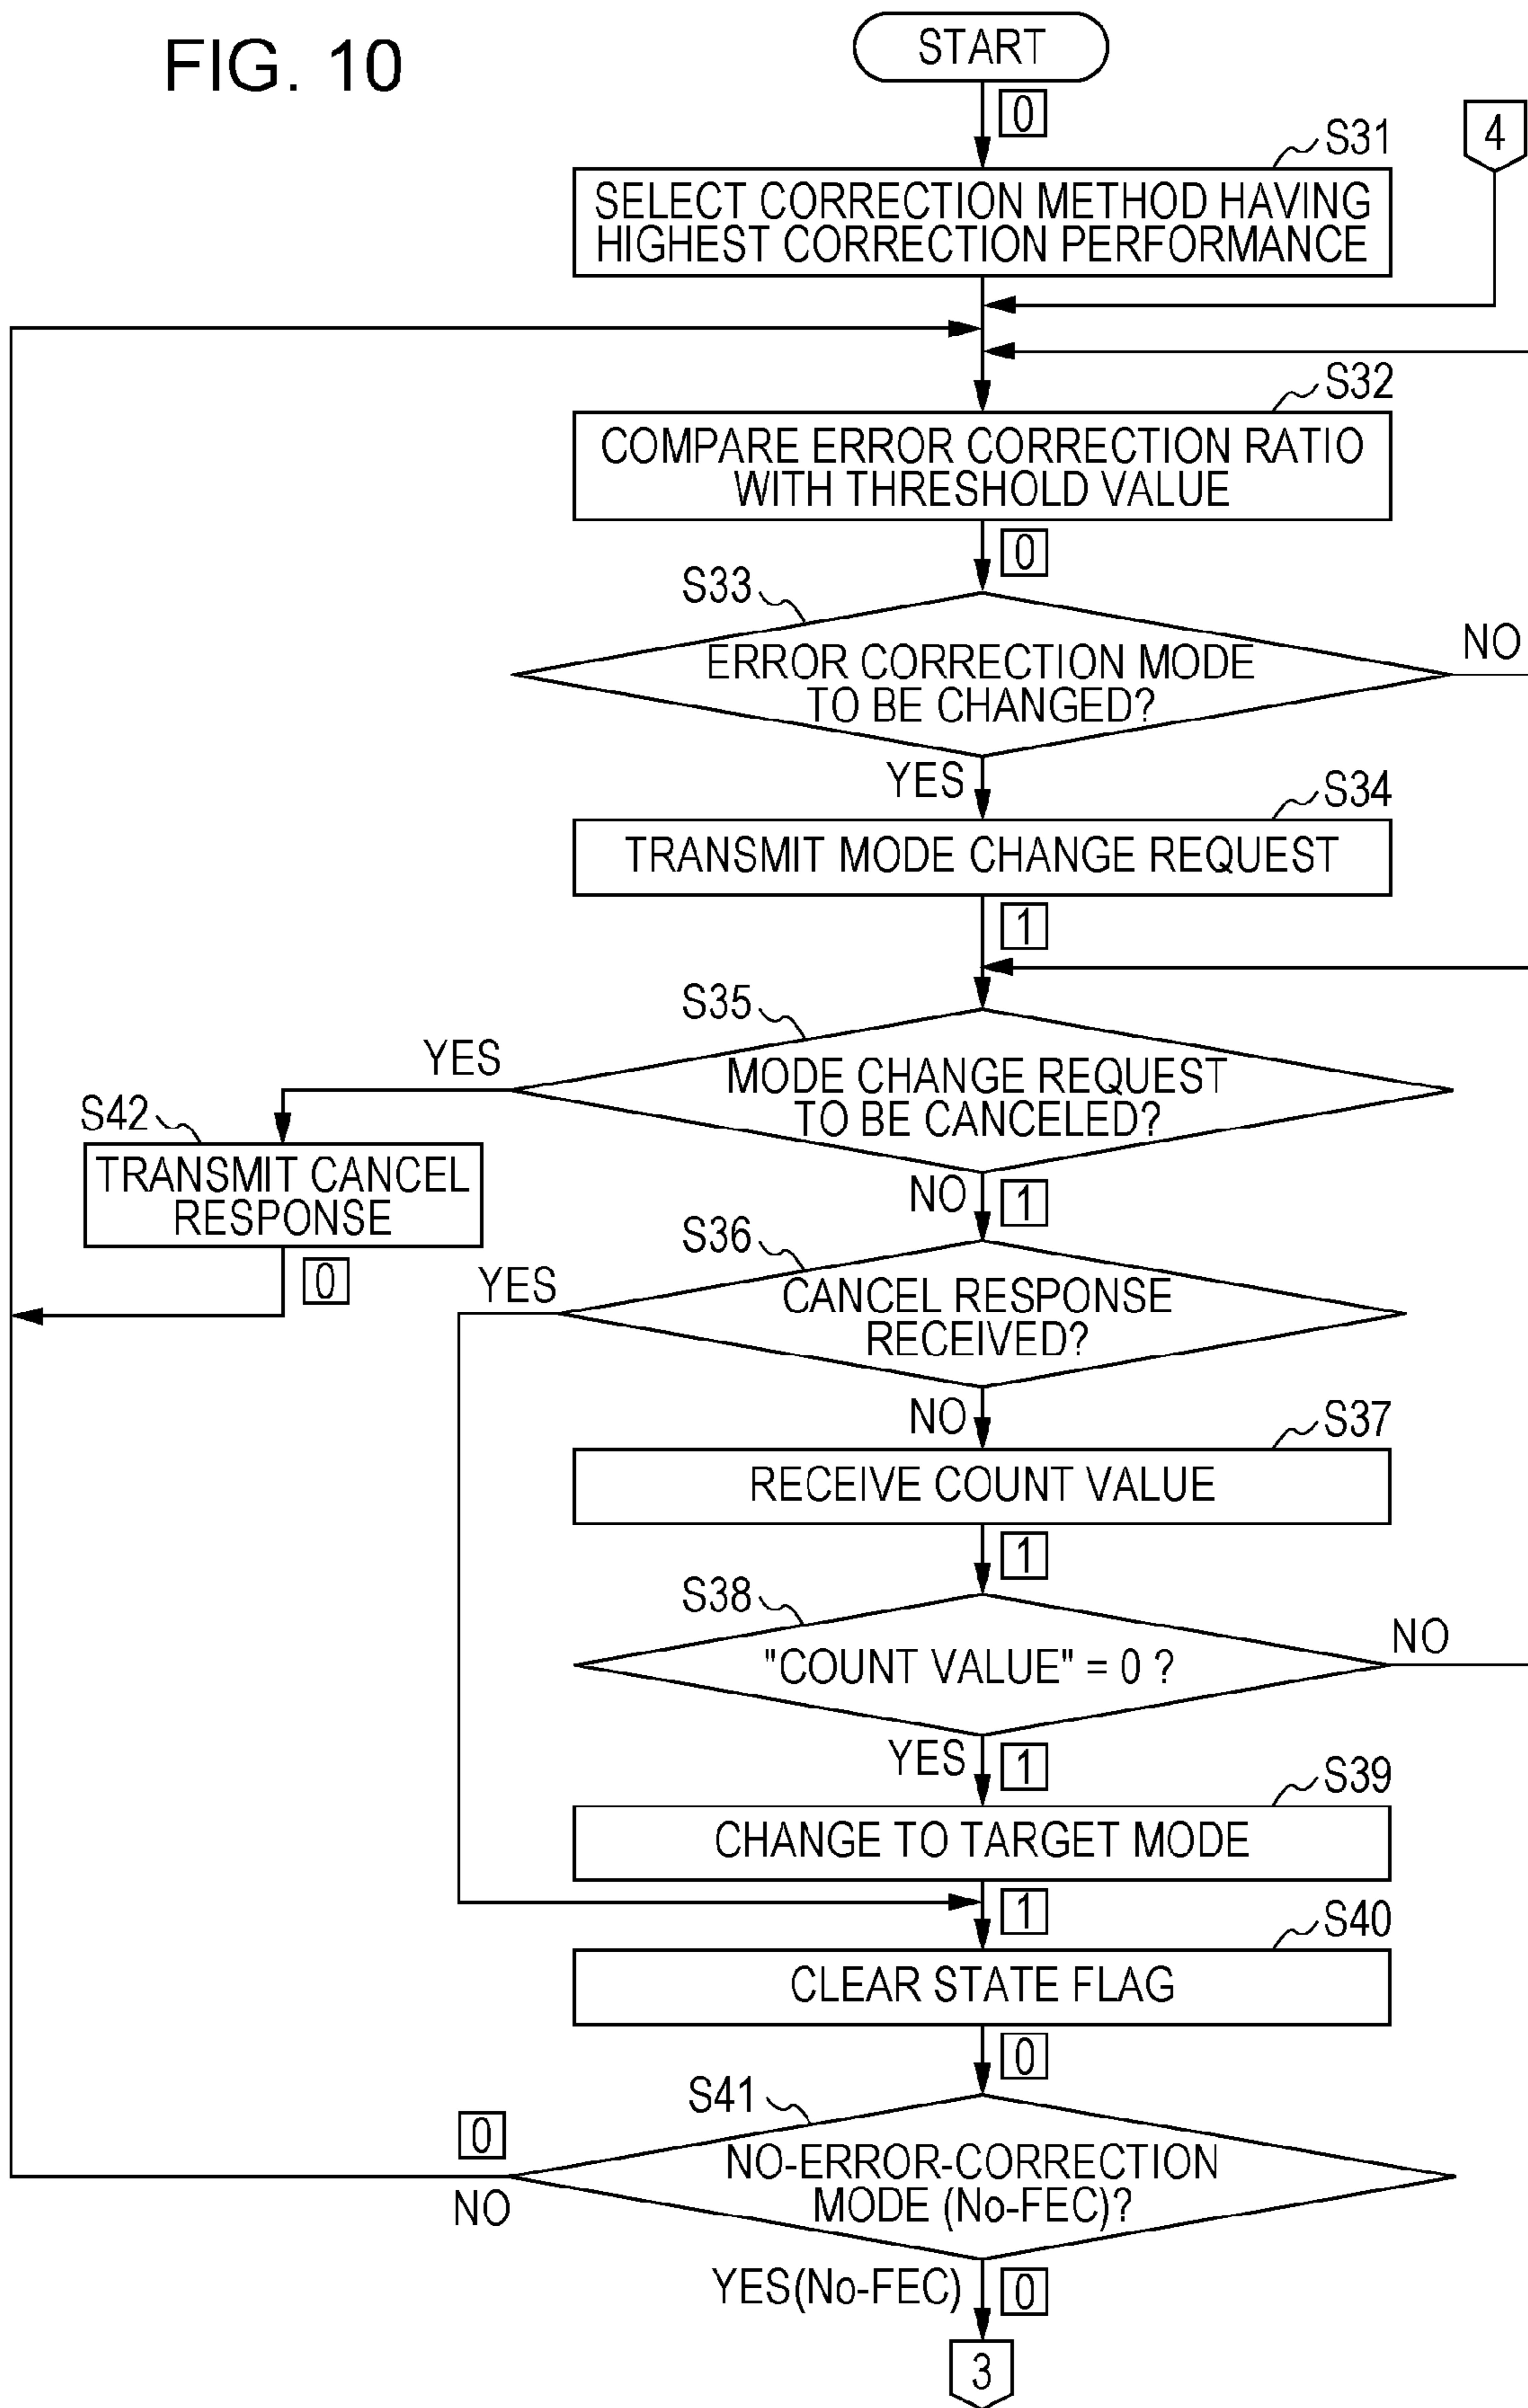 FIG. 10
START
0
4
S31
SELECT CORRECTION METHOD HAVING
HIGHEST CORRECTION PERFORMANCE
S32
COMPARE ERROR CORRECTION RATIO
WITH THRESHOLD VALUE
0
S33
ERROR CORRECTION MODE
TO BE CHANGED?
NO
YES
S34
TRANSMIT MODE CHANGE REQUEST
1
S35
YES
MODE CHANGE REQUEST
TO BE CANCELED?
S42
TRANSMIT CANCEL
RESPONSE
0
NO
1
S36
YES
CANCEL RESPONSE
RECEIVED?
NO
S37
RECEIVE COUNT VALUE
1
S38
"COUNT VALUE" = 0 ?
NO
YES
1
S39
CHANGE TO TARGET MODE
1
S40
CLEAR STATE FLAG
0
S41
0
NO
NO-ERROR-CORRECTION
MODE (No-FEC)?
YES(No-FEC)
0
3